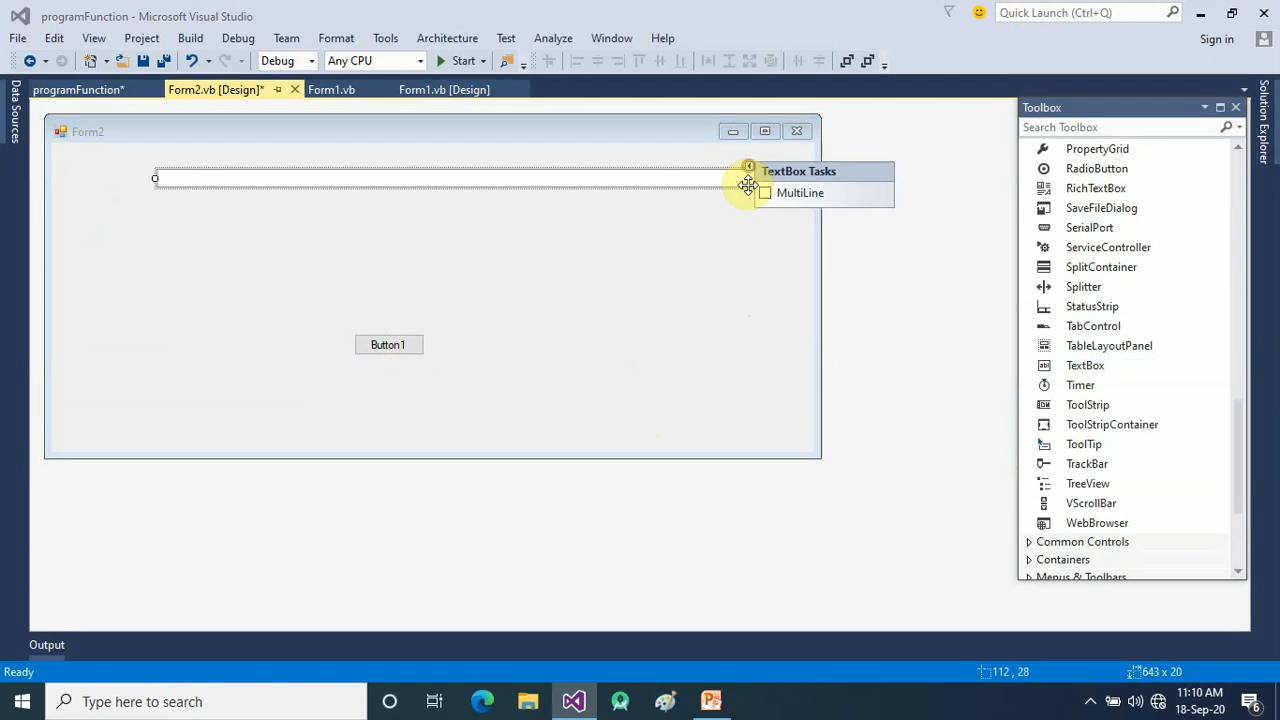 programFunction - Microsoft Visual Studio
Quick Launch (Ctrl+Q)
File Edit View Project Build Debug Team Format Tools Architecture Test Analyze Window Help
Sign in
Debug Any CPU Start
programFunction* Form2.vb [Design]* Form1.vb Form1.vb [Design]
Data Sources
Solution Explorer
Form2
TextBox Tasks
MultiLine
Button1
Toolbox
Search Toolbox
PropertyGrid
RadioButton
RichTextBox
SaveFileDialog
SerialPort
ServiceController
SplitContainer
Splitter
StatusStrip
TabControl
TableLayoutPanel
TextBox
Timer
ToolStrip
ToolStripContainer
ToolTip
TrackBar
TreeView
VScrollBar
WebBrowser
Common Controls
Containers
Menus & Toolbars
Output
Ready
112 , 28
643 x 20
Type here to search
11:10 AM
18-Sep-20
6